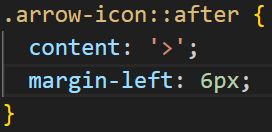 .arrow-icon::after {
  content: '>';
  margin-left: 6px;
}